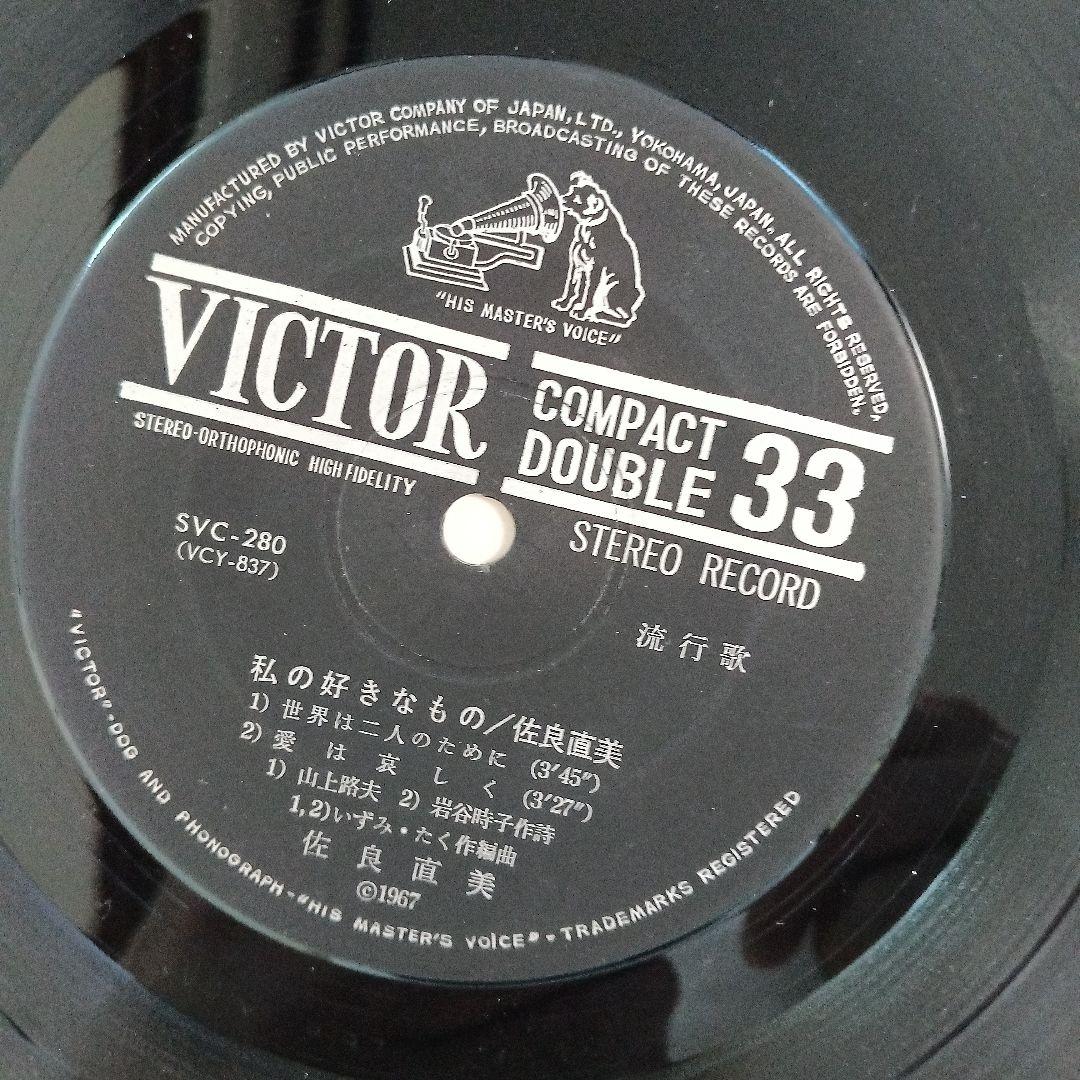 MANUFACTURED BY VICTOR COMPANY OF JAPAN, LTD., YOKOHAMA, JAPAN. ALL RIGHTS RESERVED,
COPYING, PUBLIC PERFORMANCE, BROADCASTING OF THESE RECORDS ARE FORBIDDEN.
"HIS MASTER'S VOICE"
VICTOR
STEREO-ORTHOPHONIC HIGH FIDELITY
COMPACT
DOUBLE 33
STEREO RECORD
SVC-280
(VCY-837)
流行歌
私の好きなもの/佐良直美
1) 世界は二人のために (3′45″)
2) 愛は哀しく (3′27″)
1) 山上路夫 2) 岩谷時子作詩
1,2)いずみ・たく作編曲
佐良直美
©1967
"VICTOR"-DOG AND PHONOGRAPH-"HIS MASTER'S VOICE"-TRADEMARKS REGISTERED